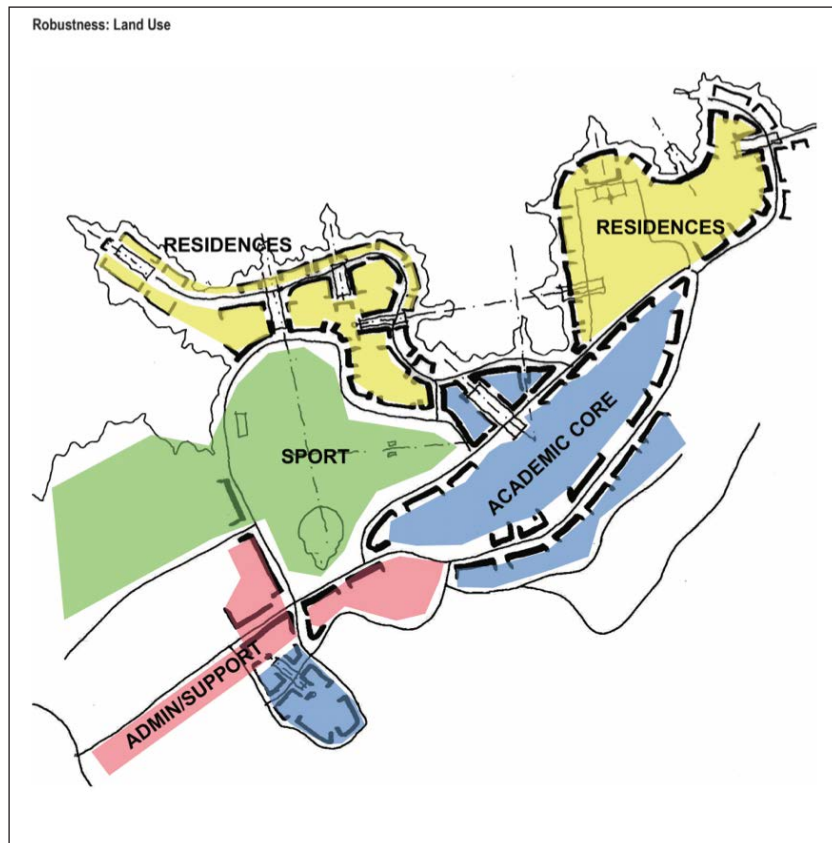 Robustness: Land Use
RESIDENCES
RESIDENCES
SPORT
ACADEMIC CORE
ADMIN/SUPPORT